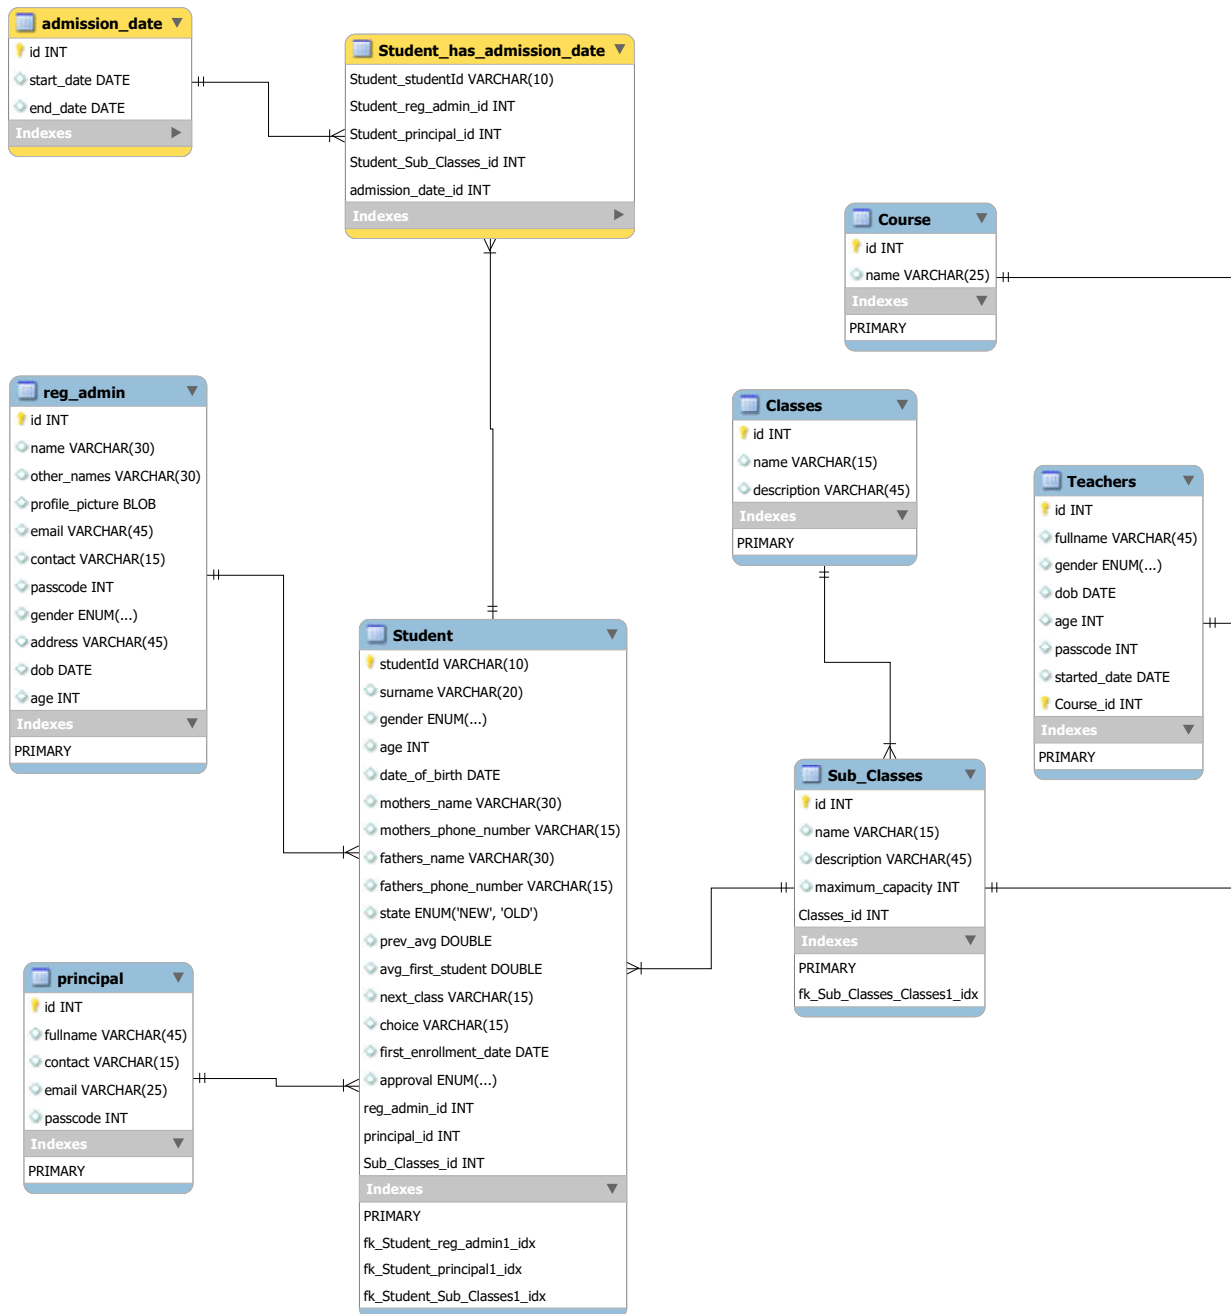 admission_date
id INT
start_date DATE
end_date DATE
Indexes
Student_has_admission_date
Student_studentId VARCHAR(10)
Student_reg_admin_id INT
Student_principal_id INT
Student_Sub_Classes_id INT
admission_date_id INT
Indexes
Course
id INT
name VARCHAR(25)
Indexes
PRIMARY
reg_admin
id INT
name VARCHAR(30)
other_names VARCHAR(30)
profile_picture BLOB
email VARCHAR(45)
contact VARCHAR(15)
passcode INT
gender ENUM(...)
address VARCHAR(45)
dob DATE
age INT
Indexes
PRIMARY
Classes
id INT
name VARCHAR(15)
description VARCHAR(45)
Indexes
PRIMARY
Teachers
id INT
fullname VARCHAR(45)
gender ENUM(...)
dob DATE
age INT
passcode INT
started_date DATE
Course_id INT
Indexes
PRIMARY
Student
studentId VARCHAR(10)
surname VARCHAR(20)
gender ENUM(...)
age INT
date_of_birth DATE
mothers_name VARCHAR(30)
mothers_phone_number VARCHAR(15)
fathers_name VARCHAR(30)
fathers_phone_number VARCHAR(15)
state ENUM('NEW', 'OLD')
prev_avg DOUBLE
avg_first_student DOUBLE
next_class VARCHAR(15)
choice VARCHAR(15)
first_enrollment_date DATE
approval ENUM(...)
reg_admin_id INT
principal_id INT
Sub_Classes_id INT
Indexes
PRIMARY
fk_Student_reg_admin1_idx
fk_Student_principal1_idx
fk_Student_Sub_Classes1_idx
Sub_Classes
id INT
name VARCHAR(15)
description VARCHAR(45)
maximum_capacity INT
Classes_id INT
Indexes
PRIMARY
fk_Sub_Classes_Classes1_idx
principal
id INT
fullname VARCHAR(45)
contact VARCHAR(15)
email VARCHAR(25)
passcode INT
Indexes
PRIMARY